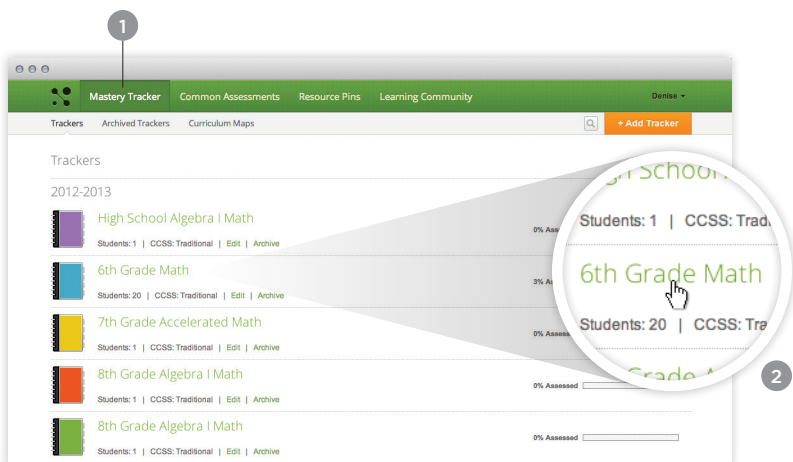 1
Mastery Tracker Common Assessments Resource Pins Learning Community Denise
Trackers Archived Trackers Curriculum Maps + Add Tracker
Trackers
2012-2013
High School Algebra I Math
Students: 1 | CCSS: Traditional | Edit | Archive
0%
6th Grade Math
Students: 20 | CCSS: Traditional | Edit | Archive
3%
7th Grade Accelerated Math
Students: 1 | CCSS: Traditional | Edit | Archive
0%
8th Grade Algebra I Math
Students: 1 | CCSS: Traditional | Edit | Archive
0% Assessed
8th Grade Algebra I Math
Students: 1 | CCSS: Traditional | Edit | Archive
0% Assessed
School
Students: 1 | CCSS:
6th Grade Math
Students: 20 | CCSS:
Grade
2